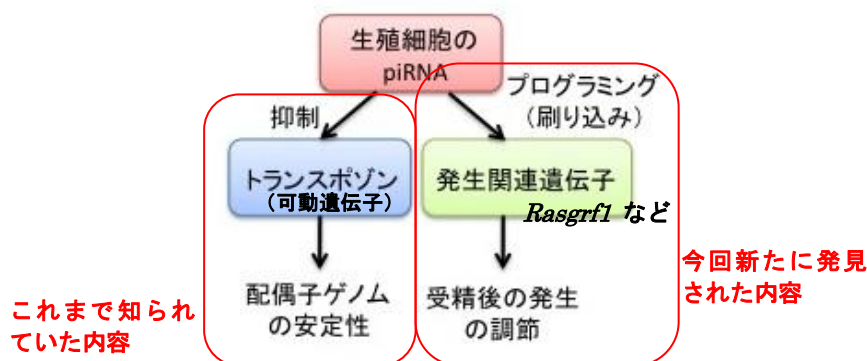 生殖細胞の
piRNA
抑制
プログラミング
（刷り込み）
トランスポゾン
（可動遺伝子）
発生関連遺伝子
Rasgrf1 など
配偶子ゲノム
の安定性
受精後の発生
の調節
これまで知られ
ていた内容
今回新たに発見
された内容